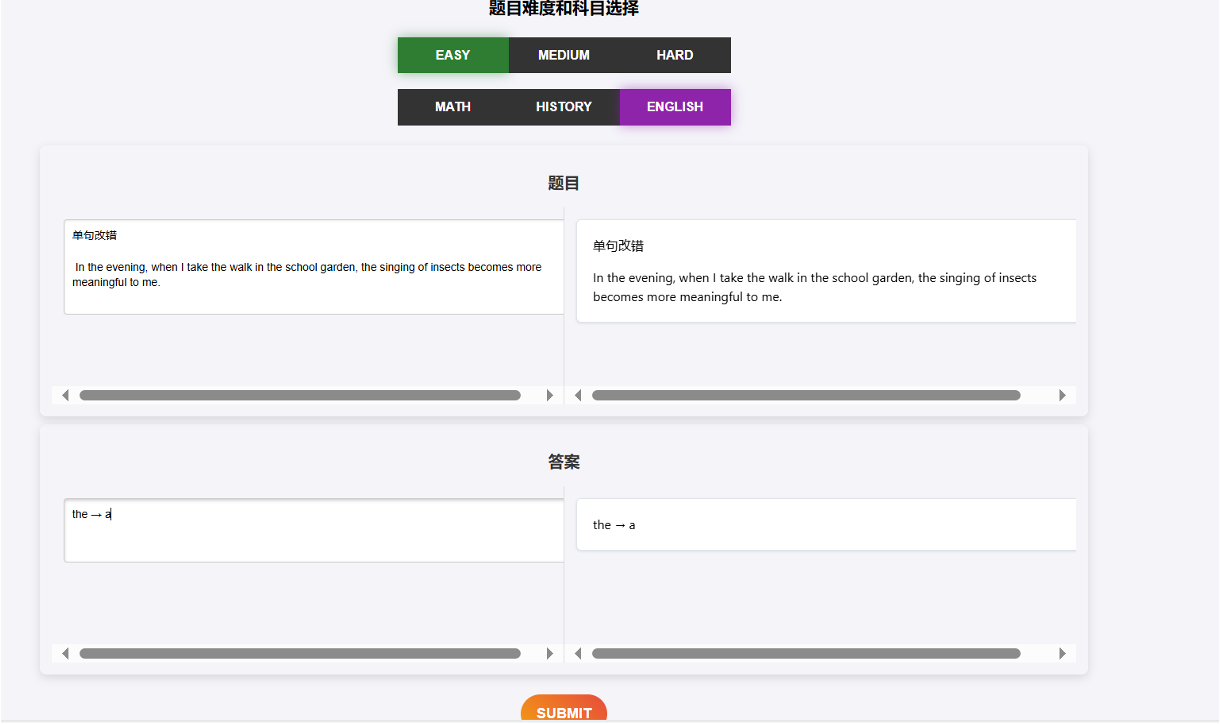 题目难度和科目选择
EASY MEDIUM HARD
MATH HISTORY ENGLISH
题目
单句改错
In the evening, when I take the walk in the school garden, the singing of insects becomes more
meaningful to me.
单句改错
In the evening, when I take the walk in the school garden, the singing of insects
becomes more meaningful to me.
答案
the → a
the → a
SUBMIT